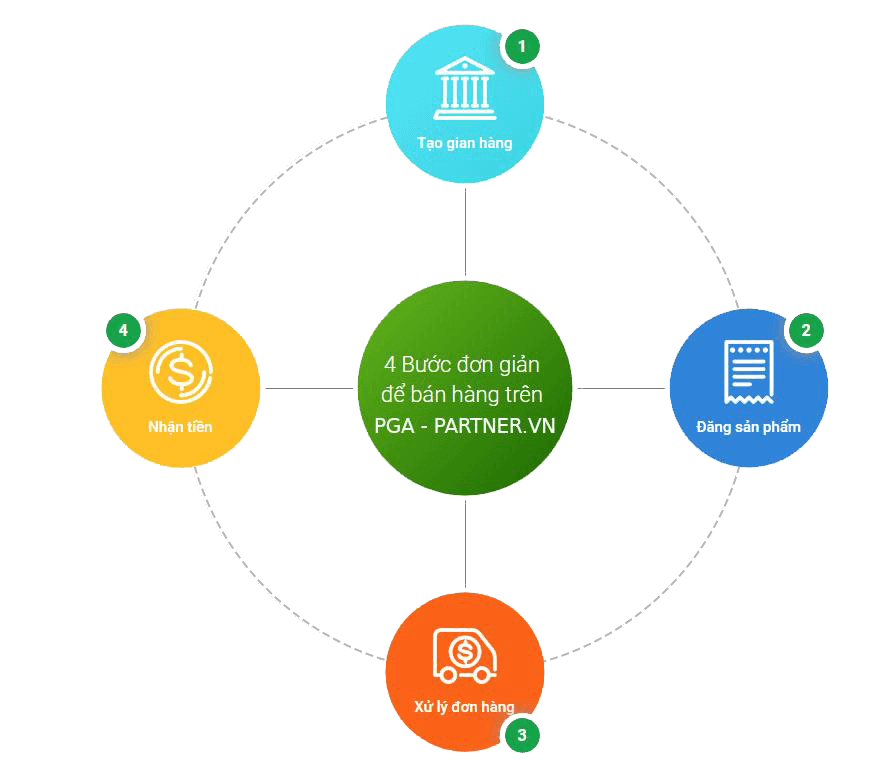 1
Tạo gian hàng
4
2
4 Bước đơn giản
để bán hàng trên
PGA - PARTNER.VN
Nhận tiền
Đăng sản phẩm
Xử lý đơn hàng
3